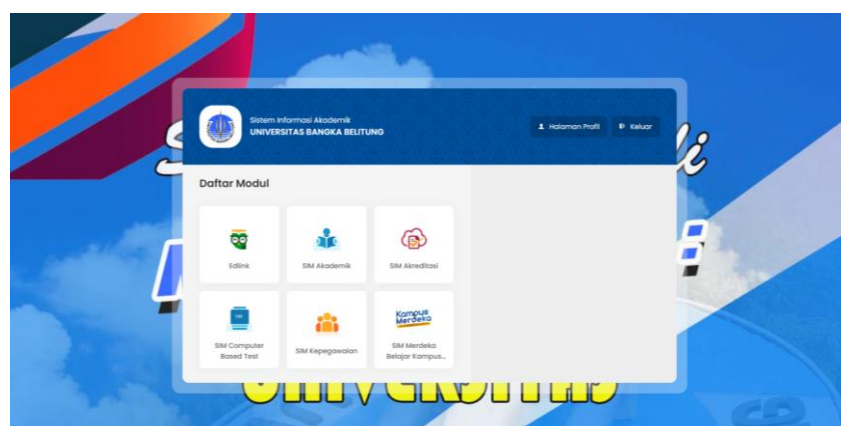 Sistem Informasi Akademik
UNIVERSITAS BANGKA BELITUNG
Halaman Profil
Keluar
Daftar Modul
Edlink
SIM Akademik
SIM Akreditasi
Kampus
Merdeka
SIM Computer
Based Test
SIM Kepegawaian
SIM Merdeka
Belajar Kampus...
UNIVERSITAS